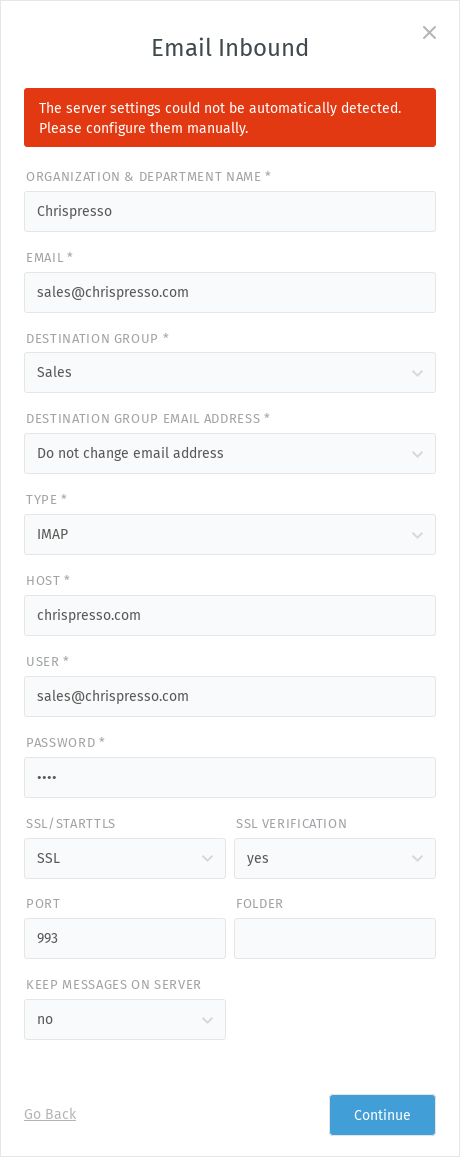 Email Inbound
The server settings could not be automatically detected.
Please configure them manually.
ORGANIZATION & DEPARTMENT NAME *
Chrispresso
EMAIL *
sales@chrispresso.com
DESTINATION GROUP *
Sales
DESTINATION GROUP EMAIL ADDRESS *
Do not change email address
TYPE *
IMAP
HOST *
chrispresso.com
USER *
sales@chrispresso.com
PASSWORD *
••••
SSL/STARTTLS SSL VERIFICATION
SSL yes
PORT FOLDER
993
KEEP MESSAGES ON SERVER
no
Go Back Continue